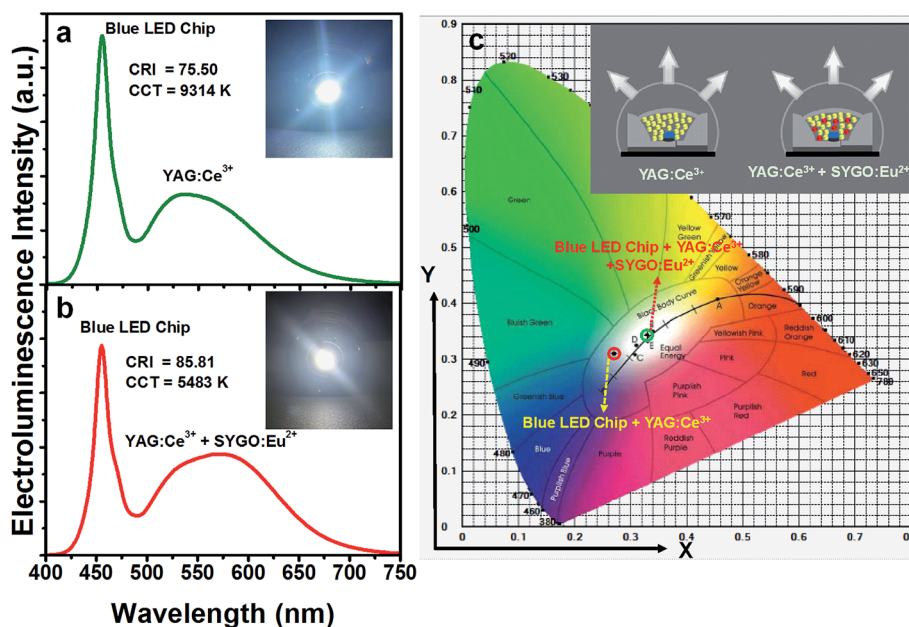 a
Blue LED Chip
CRI = 75.50
CCT = 9314 K
YAG:Ce³⁺
b
Blue LED Chip
CRI = 85.81
CCT = 5483 K
YAG:Ce³⁺ + SYGO:Eu²⁺
Electroluminescence Intensity (a.u.)
400 450 500 550 600 650 700 750
Wavelength (nm)
c
YAG:Ce³⁺
YAG:Ce³⁺ + SYGO:Eu²⁺
0.9
0.8
0.7
0.6
0.5
0.4
0.3
0.2
0.1
0
Y
0 0.1 0.2 0.3 0.4 0.5 0.6 0.7
X
520
530
510
500
490
480
470
460
380
570
580
590
600
610
620
630
650
780
Green
Yellow
Green
Greenish Yellow
Yellow
Orange
Yellow
Orange
Reddish
Orange
Yellowish Pink
Red
Pink
Purplish
Pink
Purplish
Red
Reddish
Purple
Purple
Purplish Blue
Blue
Greenish Blue
Bluish Green
Black Body Curve
Equal
Energy
A
D
E
C
Blue LED Chip + YAG:Ce³⁺
+SYGO:Eu²⁺
Blue LED Chip + YAG:Ce³⁺